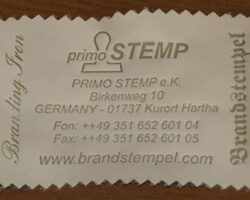 Branding Iron
primo STEMP
PRIMO STEMP e.K.
Birkenweg 10
GERMANY - 01737 Kurort Hartha
Fon: ++49 351 652 601 04
Fax: ++49 351 652 601 05
www.brandstempel.com
Brandstempel